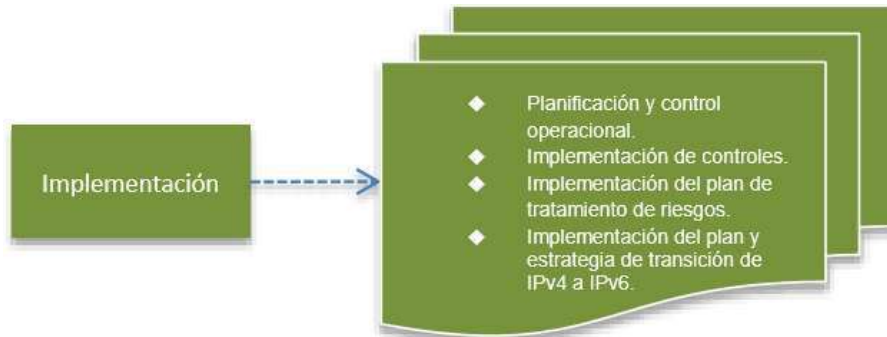 Implementación
◆ Planificación y control
operacional.
◆ Implementación de controles.
◆ Implementación del plan de
tratamiento de riesgos.
◆ Implementación del plan y
estrategia de transición de
IPv4 a IPv6.